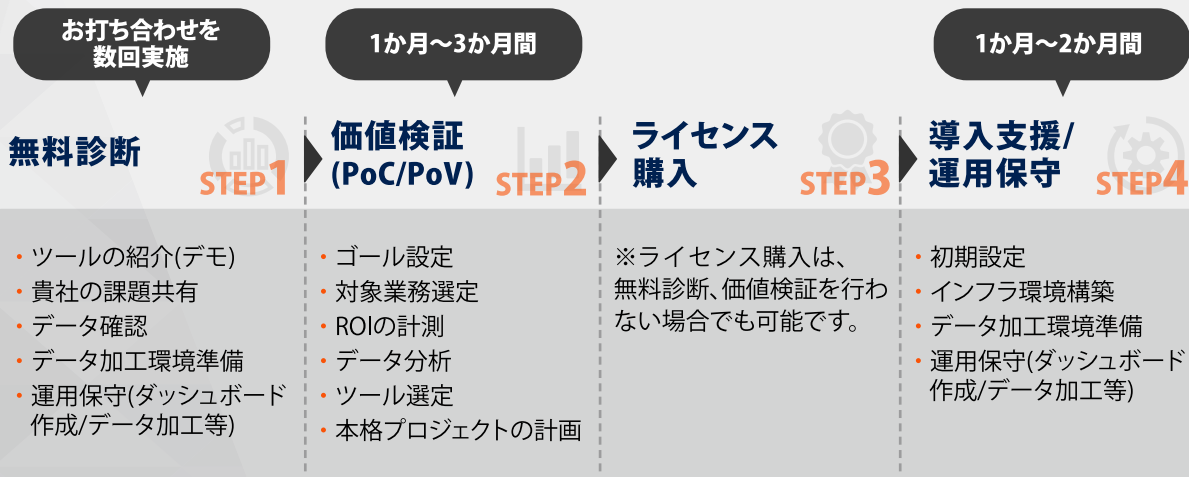 お打ち合わせを
数回実施
無料診断
STEP1
・ツールの紹介(デモ)
・貴社の課題共有
・データ確認
・データ加工環境準備
・運用保守(ダッシュボード
作成/データ加工等)
1か月～3か月間
価値検証
(PoC/PoV)
STEP2
・ゴール設定
・対象業務選定
・ROIの計測
・データ分析
・ツール選定
・本格プロジェクトの計画
ライセンス
購入
STEP3
※ライセンス購入は、
無料診断、価値検証を行わ
ない場合でも可能です。
1か月～2か月間
導入支援/
運用保守
STEP4
・初期設定
・インフラ環境構築
・データ加工環境準備
・運用保守(ダッシュボード
作成/データ加工等)